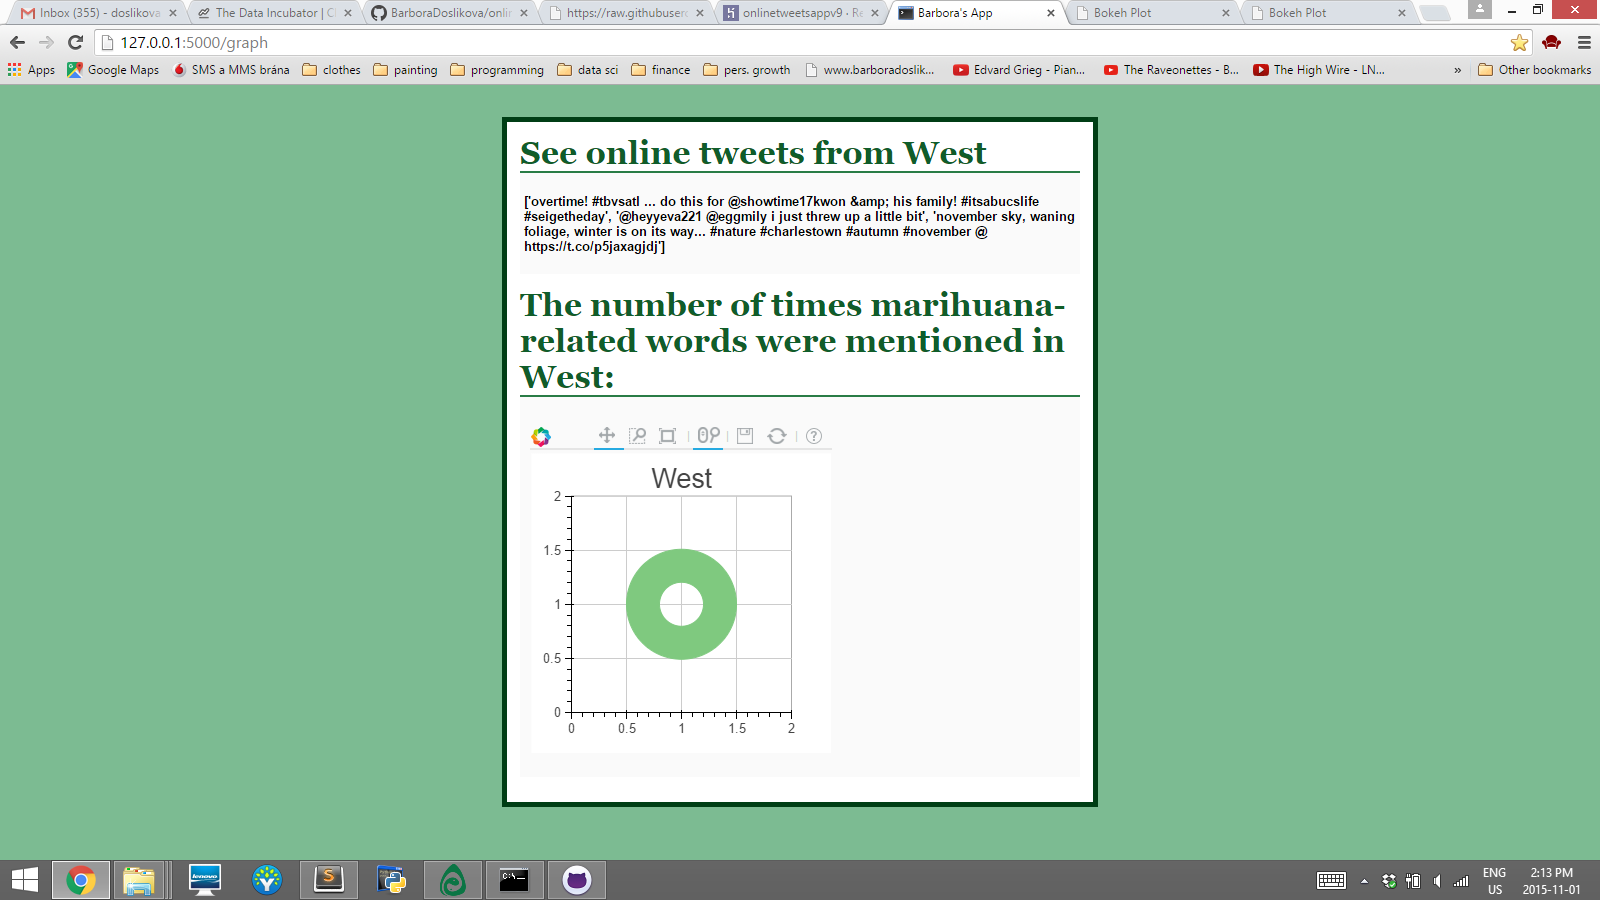 Inbox (355) - doslikova
The Data Incubator | C
BarboraDoslikova/onlin
https://raw.githubuserc
onlinetweetsappv9 · Re
Barbora's App
Bokeh Plot
Bokeh Plot
127.0.0.1:5000/graph
Apps
Google Maps
SMS a MMS brána
clothes
painting
programming
data sci
finance
pers. growth
www.barboradoslik...
Edvard Grieg - Pian...
The Raveonettes - B...
The High Wire - LN...
»
Other bookmarks
See online tweets from West
['overtime! #tbvsatl ... do this for @showtime17kwon &amp; his family! #itsabucslife
#seigetheday', '@heyyeva221 @eggmily i just threw up a little bit', 'november sky, waning
foliage, winter is on its way... #nature #charlestown #autumn #november @
https://t.co/p5jaxagjdj']
The number of times marihuana-
related words were mentioned in
West:
West
2
1.5
1
0.5
0
0 0.5 1 1.5 2
lenovo
C:\._
ENG
US
2:13 PM
2015-11-01